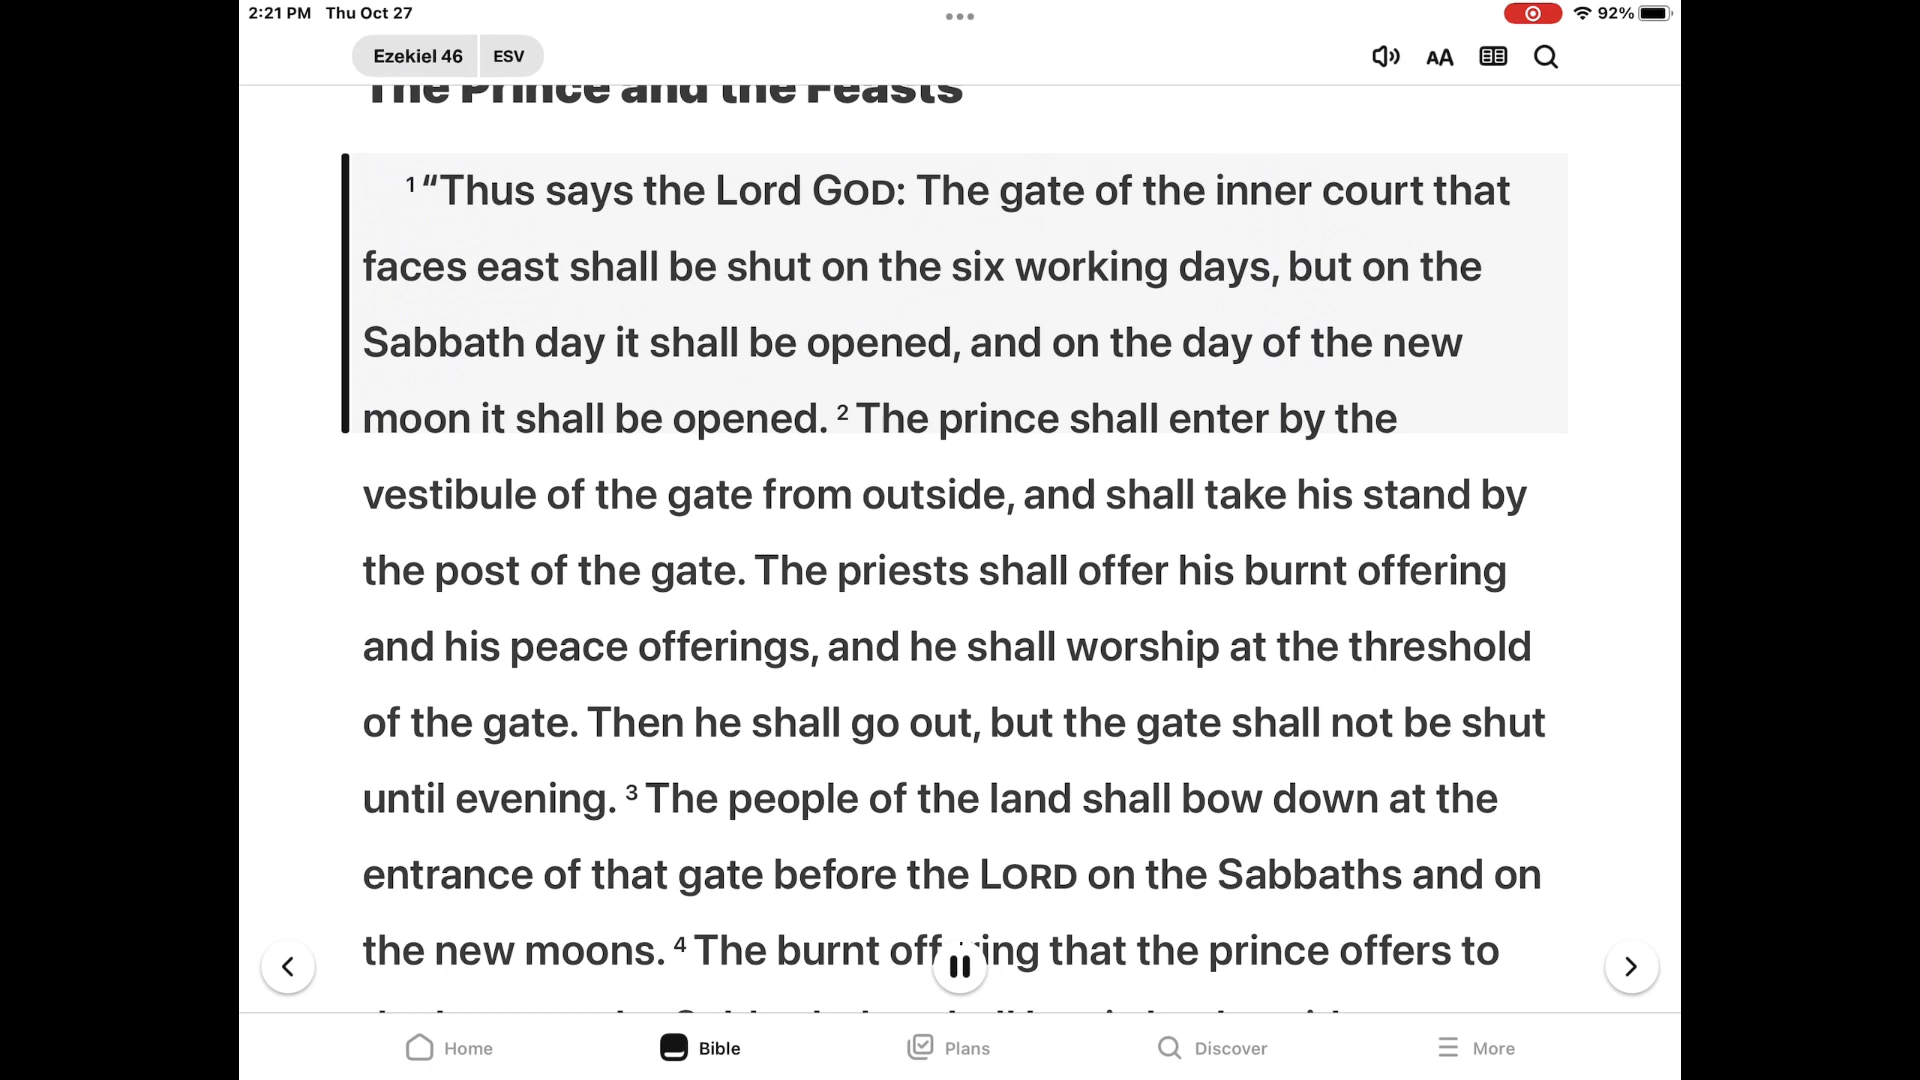 2:21 PM Thu Oct 27
92%
Ezekiel 46 ESV
AA
The Prince and the Feasts
1 “Thus says the Lord GOD: The gate of the inner court that
faces east shall be shut on the six working days, but on the
Sabbath day it shall be opened, and on the day of the new
moon it shall be opened. 2 The prince shall enter by the
vestibule of the gate from outside, and shall take his stand by
the post of the gate. The priests shall offer his burnt offering
and his peace offerings, and he shall worship at the threshold
of the gate. Then he shall go out, but the gate shall not be shut
until evening. 3 The people of the land shall bow down at the
entrance of that gate before the LORD on the Sabbaths and on
the new moons. 4 The burnt offering that the prince offers to
Home Bible Plans Discover More